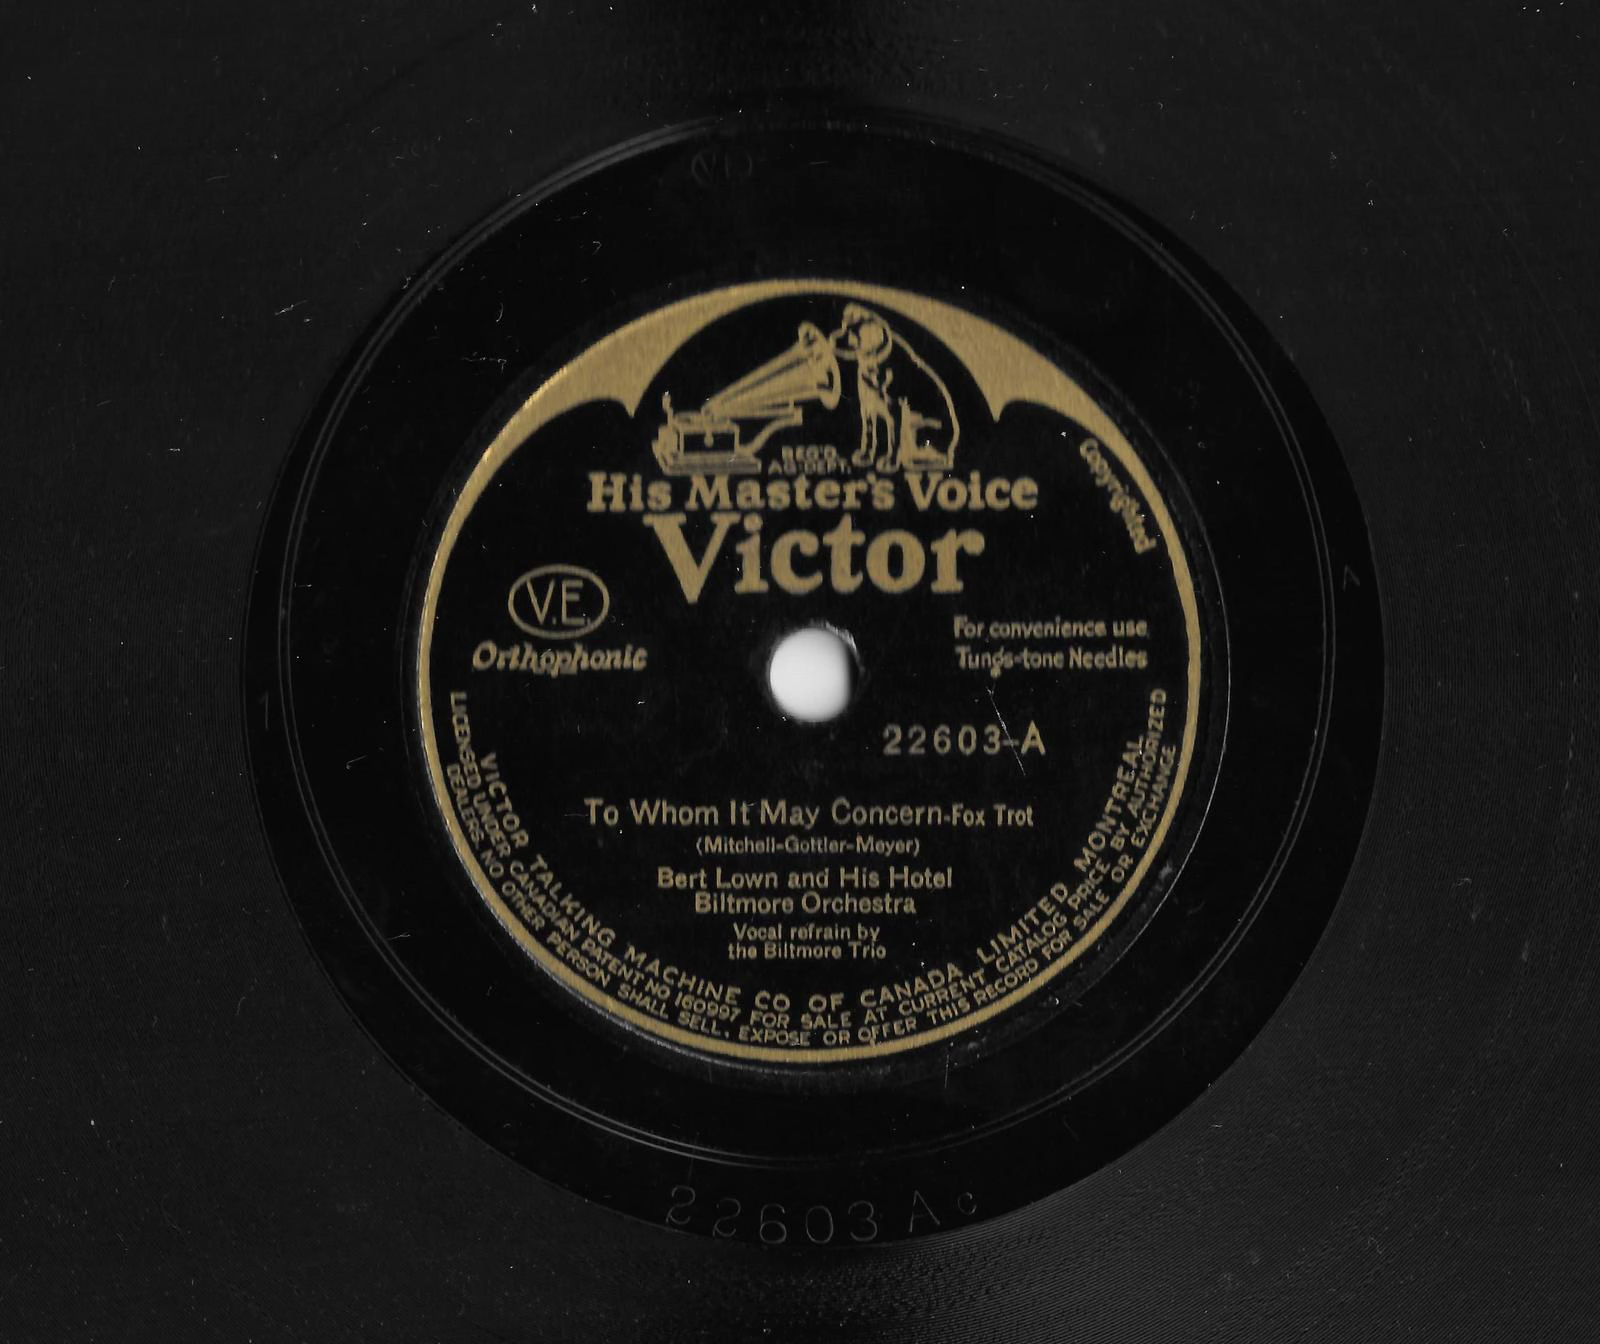 REG'D.
AG. DEPT.
His Master's Voice
Victor
Copyrighted
V.E.
Orthophonic
For convenience use
Tungs-tone Needles
22603-A
To Whom It May Concern-Fox Trot
(Mitchell-Gottler-Meyer)
Bert Lown and His Hotel
Biltmore Orchestra
Vocal refrain by
the Biltmore Trio
VICTOR TALKING MACHINE CO OF CANADA, LIMITED, MONTREAL
LICENSED UNDER CANADIAN PATENT NO 160997 FOR SALE AT CURRENT CATALOG PRICE BY AUTHORIZED
DEALERS, NO OTHER PERSON SHALL SELL, EXPOSE OR OFFER THIS RECORD FOR SALE OR EXCHANGE
22603 A c